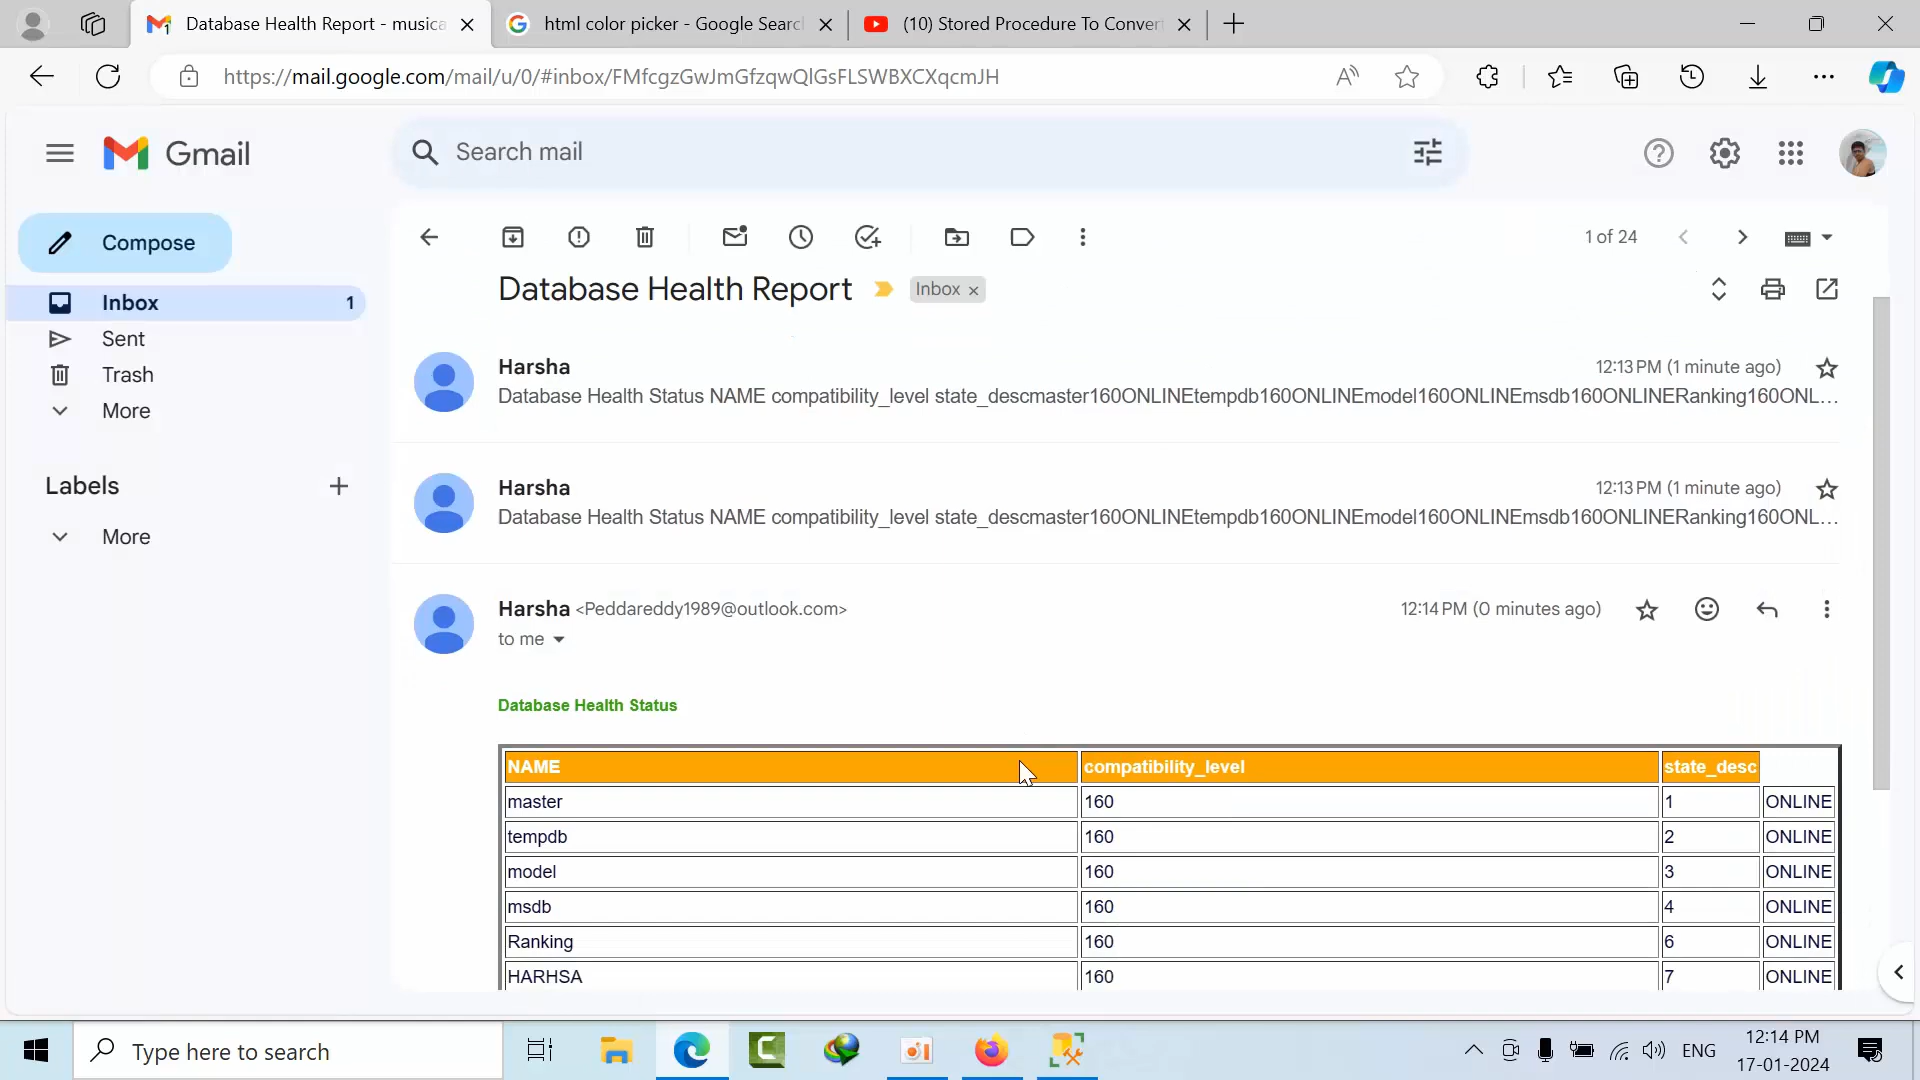 Database Health Report - musica
html color picker - Google Searc
(10) Stored Procedure To Conver
https://mail.google.com/mail/u/0/#inbox/FMfcgzGwJmGfzqwQlGsFLSWBXCXqcmJH
Gmail
Search mail
Compose
1 of 24
Database Health Report
Inbox ×
Inbox 1
Sent
Trash
More
Labels
More
Harsha
12:13 PM (1 minute ago)
Database Health Status NAME compatibility_level state_descmaster160ONLINEtempdb160ONLINEmodel160ONLINEmsdb160ONLINERanking160ONL...
Harsha
12:13 PM (1 minute ago)
Database Health Status NAME compatibility_level state_descmaster160ONLINEtempdb160ONLINEmodel160ONLINEmsdb160ONLINERanking160ONL...
Harsha <Peddareddy1989@outlook.com>
12:14 PM (0 minutes ago)
to me
Database Health Status
NAME compatibility_level state_desc
master 160 1 ONLINE
tempdb 160 2 ONLINE
model 160 3 ONLINE
msdb 160 4 ONLINE
Ranking 160 6 ONLINE
HARHSA 160 7 ONLINE
Type here to search
ENG
12:14 PM
17-01-2024